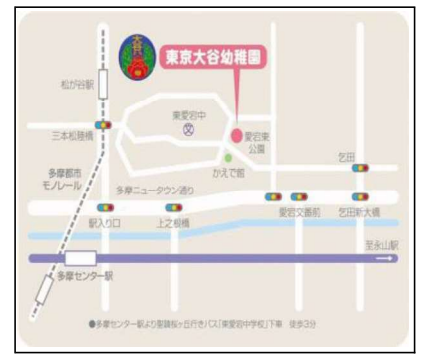 東京大谷幼稚園
松が谷駅
東愛宕中
文
三本松陸橋
愛宕東
公園
乞田
かえで館
多摩都市
モノレール
多摩ニュータウン通り
駅入り口
上之根橋
愛宕交番前
乞田新大橋
至永山駅
多摩センター駅
●多摩センター駅より聖蹟桜ヶ丘行きバス「東愛宕中学校」下車 徒歩3分